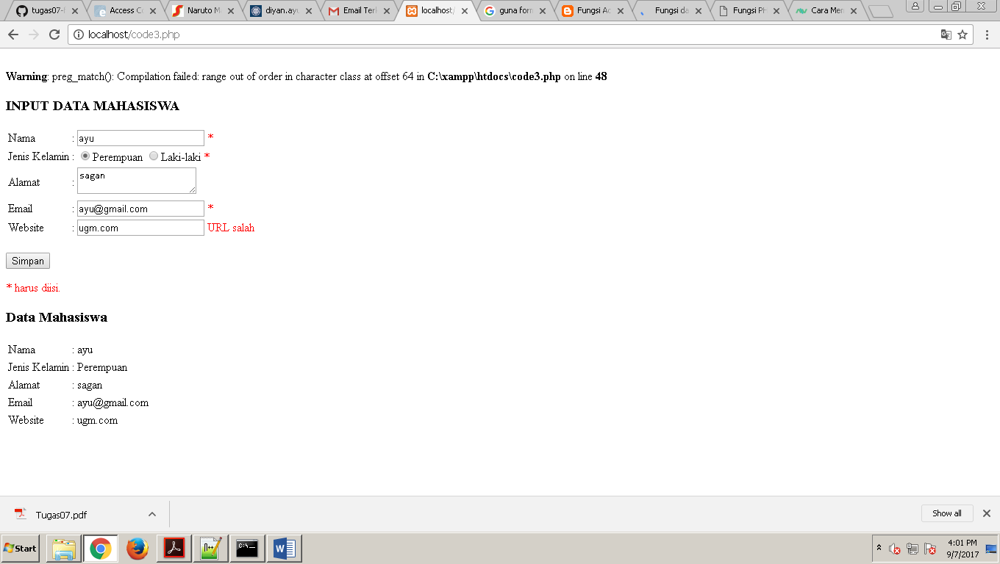 tugas07-f
Access Co
Naruto M
diyan.ayu
Email Terl
localhost/
guna form
Fungsi Ac
Fungsi da
Fungsi Ph
Cara Men
localhost/code3.php
Warning: preg_match(): Compilation failed: range out of order in character class at offset 64 in C:\xampp\htdocs\code3.php on line 48
INPUT DATA MAHASISWA
Nama : ayu *
Jenis Kelamin : Perempuan Laki-laki *
Alamat : sagan
Email : ayu@gmail.com *
Website : ugm.com URL salah
Simpan
* harus diisi.
Data Mahasiswa
Nama : ayu
Jenis Kelamin : Perempuan
Alamat : sagan
Email : ayu@gmail.com
Website : ugm.com
Tugas07.pdf
Show all
Start
4:01 PM
9/7/2017